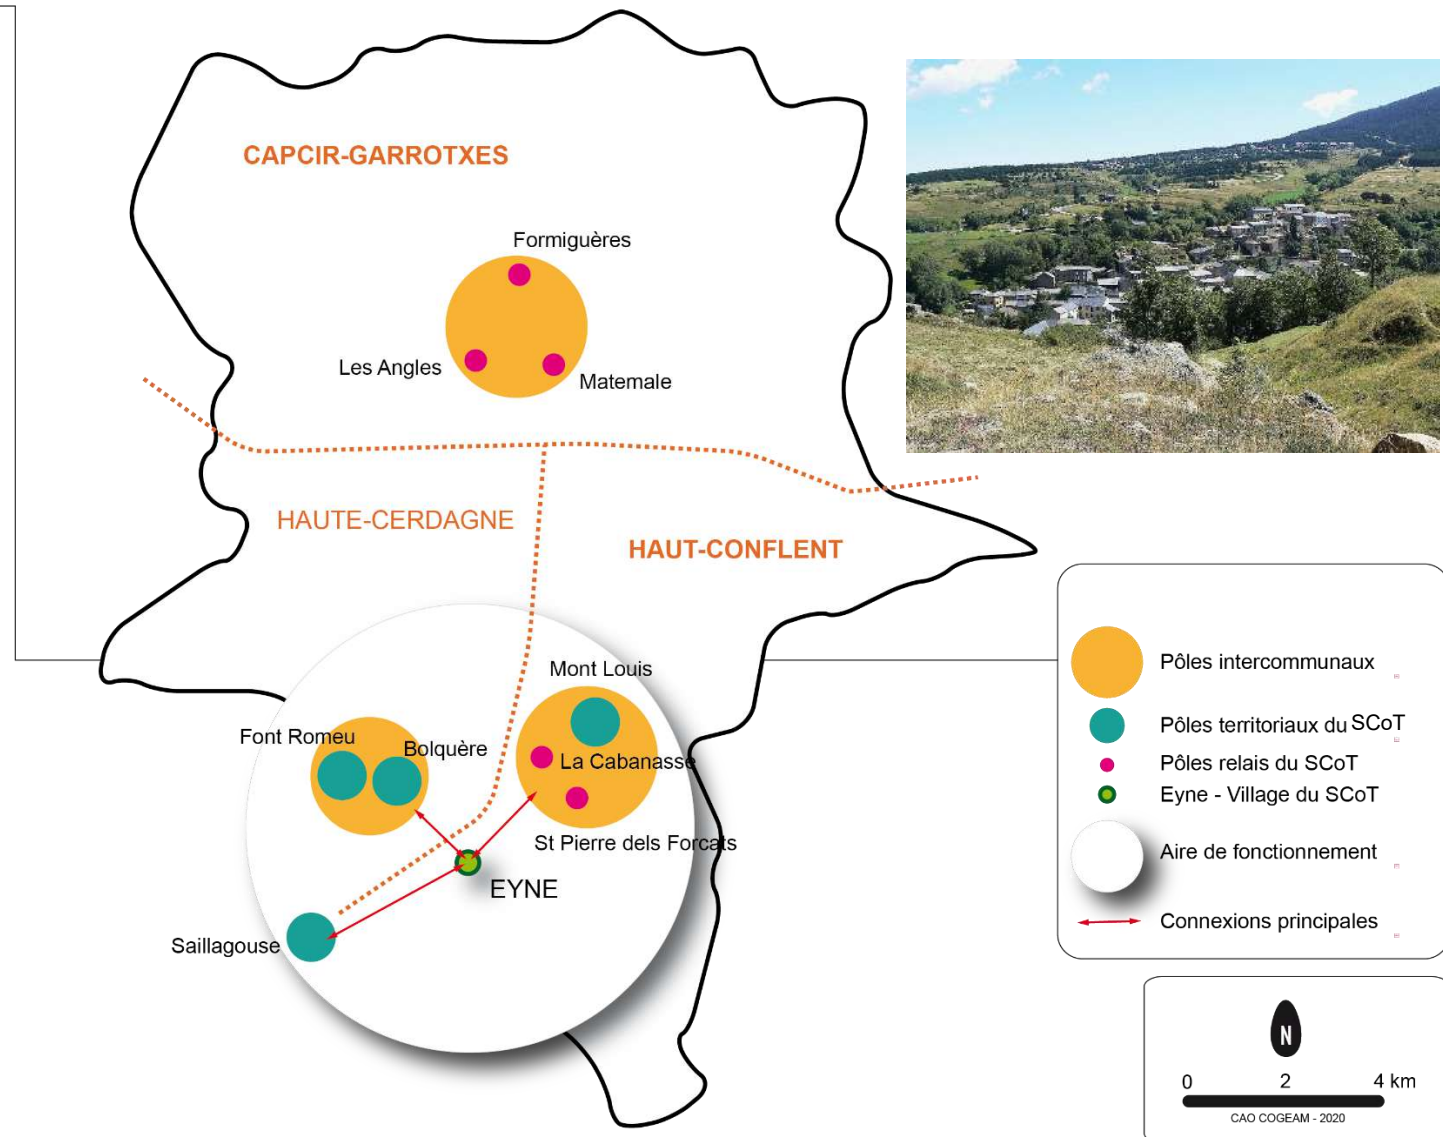 CAPCIR-GARROTXES
Formiguères
Les Angles
Matemale
HAUTE-CERDAGNE
HAUT-CONFLENT
Mont Louis
Font Romeu
Bolquère
La Cabanasse
St Pierre dels Forcats
EYNE
Saillagouse
Pôles intercommunaux
Pôles territoriaux du SCoT
Pôles relais du SCoT
Eyne - Village du SCoT
Aire de fonctionnement
Connexions principales
N
0 2 4 km
CAO COGEAM - 2020